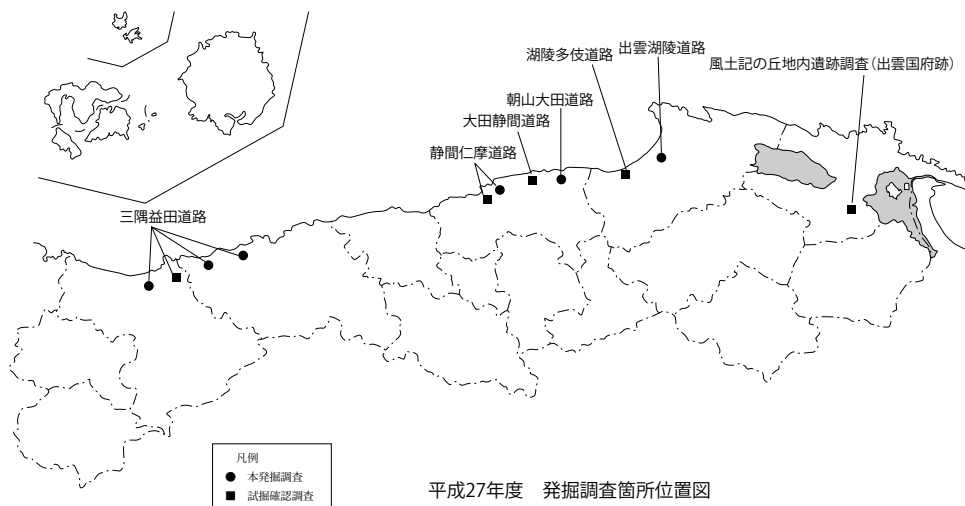 出雲湖陵道路
湖陵多伎道路
風土記の丘地内遺跡調査(出雲国府跡)
朝山大田道路
大田静間道路
静間仁摩道路
三隅益田道路
凡例
● 本発掘調査
■ 試掘確認調査
平成27年度 発掘調査箇所位置図